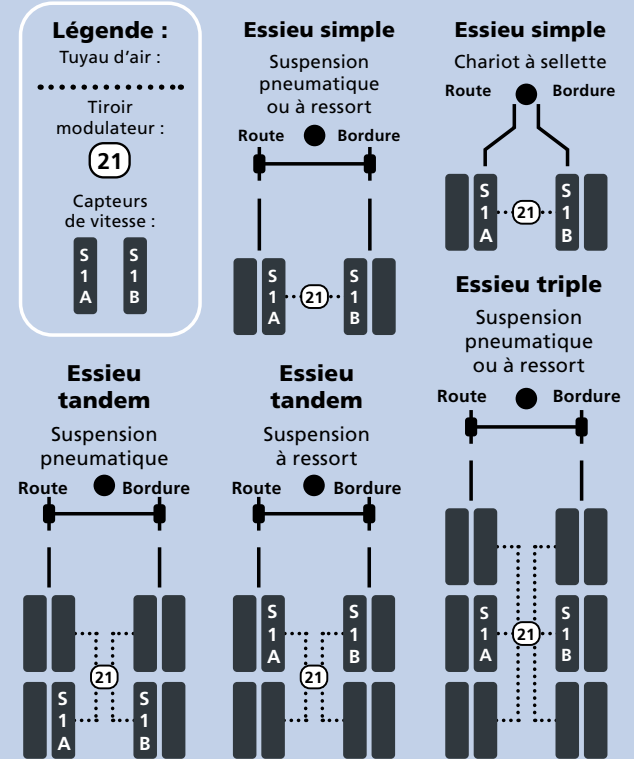 Légende :
Tuyau d'air :
Tiroir
modulateur :
21
Capteurs
de vitesse :
S
1
A
S
1
B
Essieu simple
Suspension
pneumatique
ou à ressort
Route Bordure
S
1
A
21
S
1
B
Essieu simple
Chariot à sellette
Route Bordure
S
1
A
21
S
1
B
Essieu
tandem
Suspension
pneumatique
Route Bordure
21
S
1
A
S
1
B
Essieu
tandem
Suspension
à ressort
Route Bordure
S
1
A
S
1
B
21
Essieu triple
Suspension
pneumatique
ou à ressort
Route Bordure
S
1
A
21
S
1
B